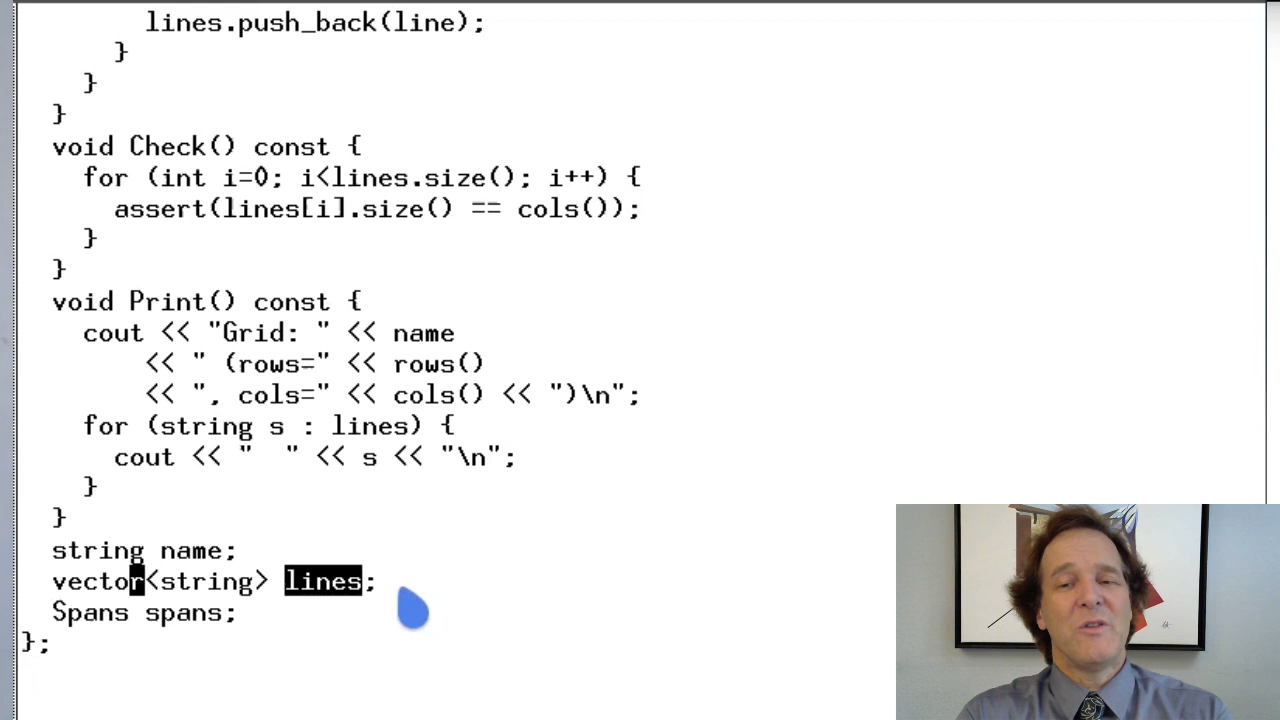 lines.push_back(line);
}
}
}
void Check() const {
for (int i=0; i<lines.size(); i++) {
assert(lines[i].size() == cols());
}
}
void Print() const {
cout << "Grid: " << name
<< " (rows=" << rows()
<< ", cols=" << cols() << ")\n";
for (string s : lines) {
cout << "  " << s << "\n";
}
}
string name;
vector<string> lines;
Spans spans;
};